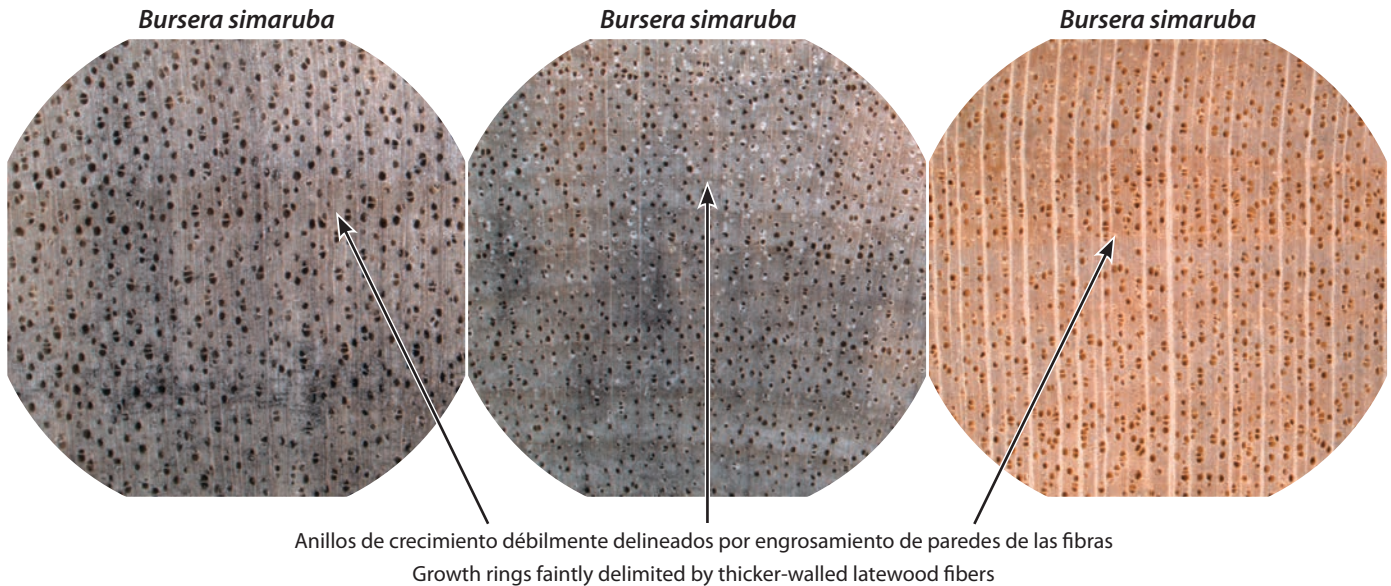 Bursera simaruba
Bursera simaruba
Bursera simaruba
Anillos de crecimiento débilmente delineados por engrosamiento de paredes de las fibras
Growth rings faintly delimited by thicker-walled latewood fibers